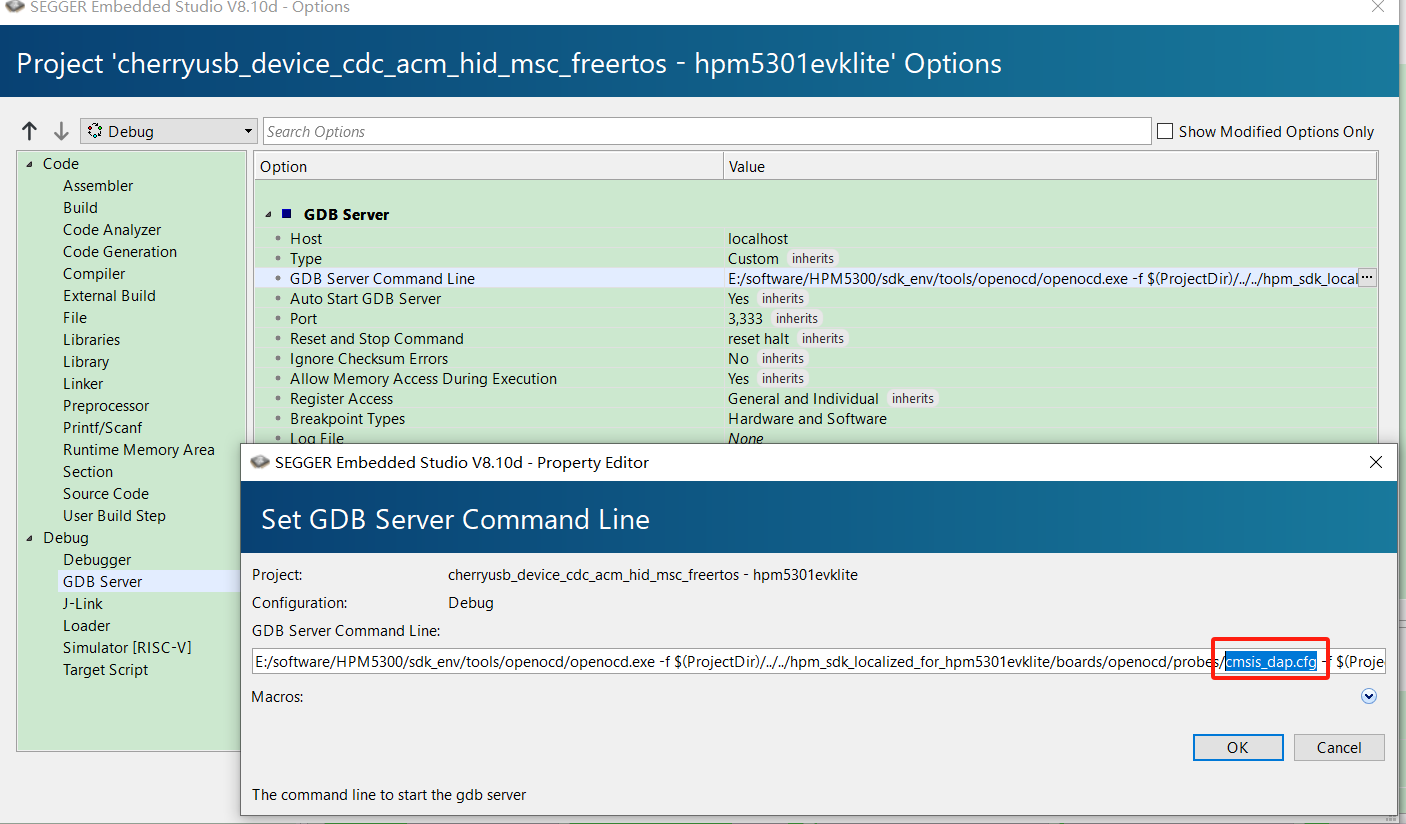 SEGGER Embedded Studio V8.10d - Options
Project 'cherryusb_device_cdc_acm_hid_msc_freertos - hpm5301evklite' Options
Debug
Search Options
Show Modified Options Only
Option Value
Code
Assembler
Build
Code Analyzer
Code Generation
Compiler
External Build
File
Libraries
Library
Linker
Preprocessor
Printf/Scanf
Runtime Memory Area
Section
Source Code
User Build Step
Debug
Debugger
GDB Server
J-Link
Loader
Simulator [RISC-V]
Target Script
GDB Server
Host localhost
Type Custom inherits
GDB Server Command Line E:/software/HPM5300/sdk_env/tools/openocd/openocd.exe -f $(ProjectDir)/../../hpm_sdk_local ...
Auto Start GDB Server Yes inherits
Port 3,333 inherits
Reset and Stop Command reset halt inherits
Ignore Checksum Errors No inherits
Allow Memory Access During Execution Yes inherits
Register Access General and Individual inherits
Breakpoint Types Hardware and Software
Log File None
SEGGER Embedded Studio V8.10d - Property Editor
Set GDB Server Command Line
Project: cherryusb_device_cdc_acm_hid_msc_freertos - hpm5301evklite
Configuration: Debug
GDB Server Command Line:
E:/software/HPM5300/sdk_env/tools/openocd/openocd.exe -f $(ProjectDir)/../../hpm_sdk_localized_for_hpm5301evklite/boards/openocd/probes/cmsis_dap.cfg -f $(Projec
Macros:
OK
Cancel
The command line to start the gdb server